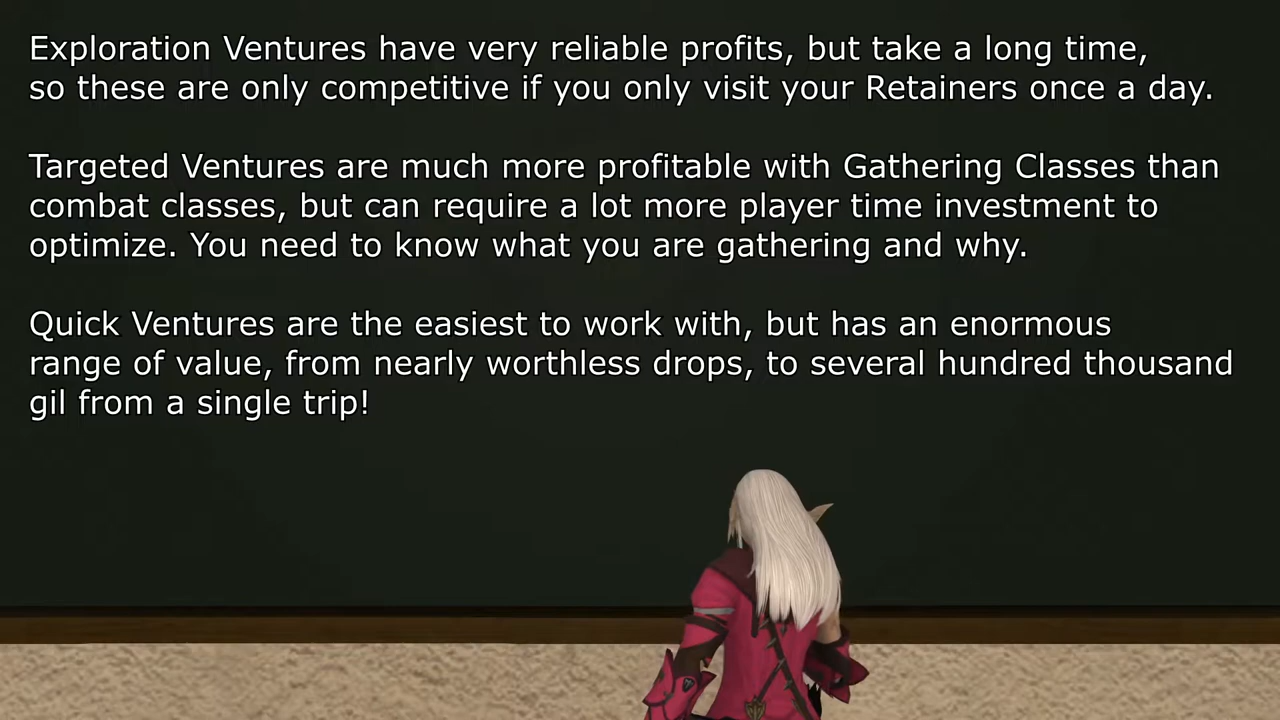 Exploration Ventures have very reliable profits, but take a long time,
so these are only competitive if you only visit your Retainers once a day.
Targeted Ventures are much more profitable with Gathering Classes than
combat classes, but can require a lot more player time investment to
optimize. You need to know what you are gathering and why.
Quick Ventures are the easiest to work with, but has an enormous
range of value, from nearly worthless drops, to several hundred thousand
gil from a single trip!